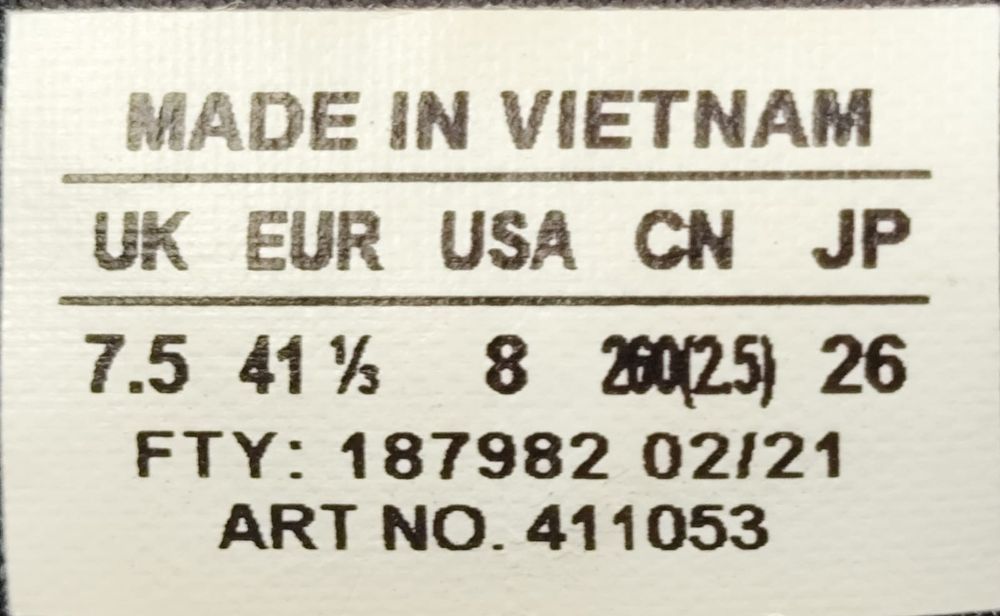 MADE IN VIETNAM
UK EUR USA CN JP
7.5 41 ⅓ 8 260(2.5) 26
FTY: 187982 02/21
ART NO. 411053